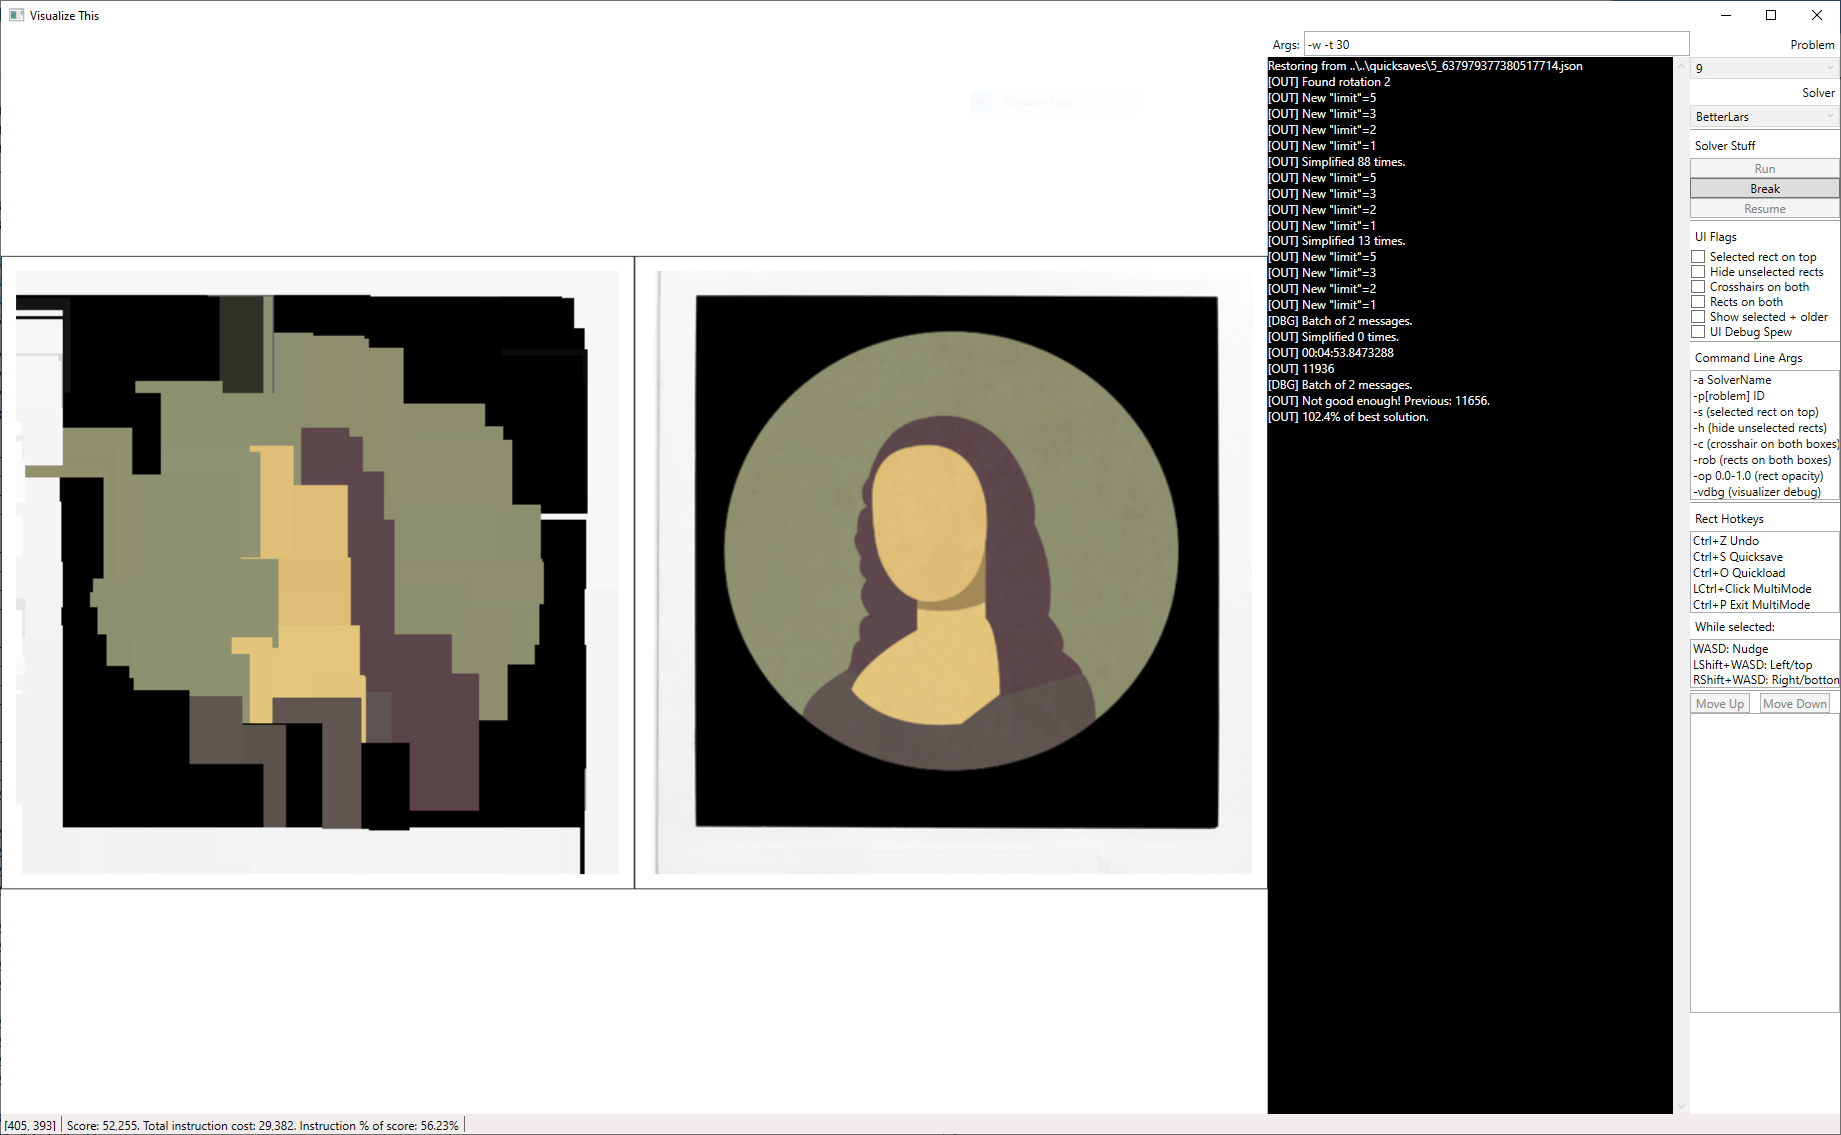 Visualize This
Args: -w -t 30
Problem
Restoring from ..\..\quicksaves\5_637979377380517714.json
[OUT] Found rotation 2
[OUT] New "limit"=5
[OUT] New "limit"=3
[OUT] New "limit"=2
[OUT] New "limit"=1
[OUT] Simplified 88 times.
[OUT] New "limit"=5
[OUT] New "limit"=3
[OUT] New "limit"=2
[OUT] New "limit"=1
[OUT] Simplified 13 times.
[OUT] New "limit"=5
[OUT] New "limit"=3
[OUT] New "limit"=2
[OUT] New "limit"=1
[DBG] Batch of 2 messages.
[OUT] Simplified 0 times.
[OUT] 00:04:53.8473288
[OUT] 11936
[DBG] Batch of 2 messages.
[OUT] Not good enough! Previous: 11656.
[OUT] 102.4% of best solution.
9
Solver
BetterLars
Solver Stuff
Run
Break
Resume
UI Flags
Selected rect on top
Hide unselected rects
Crosshairs on both
Rects on both
Show selected + older
UI Debug Spew
Command Line Args
-a SolverName
-p[roblem] ID
-s (selected rect on top)
-h (hide unselected rects)
-c (crosshair on both boxes)
-rob (rects on both boxes)
-op 0.0-1.0 (rect opacity)
-vdbg (visualizer debug)
Rect Hotkeys
Ctrl+Z Undo
Ctrl+S Quicksave
Ctrl+O Quickload
LCtrl+Click MultiMode
Ctrl+P Exit MultiMode
While selected:
WASD: Nudge
LShift+WASD: Left/top
RShift+WASD: Right/bottom
Move Up Move Down
[405, 393] Score: 52,255. Total instruction cost: 29,382. Instruction % of score: 56.23%